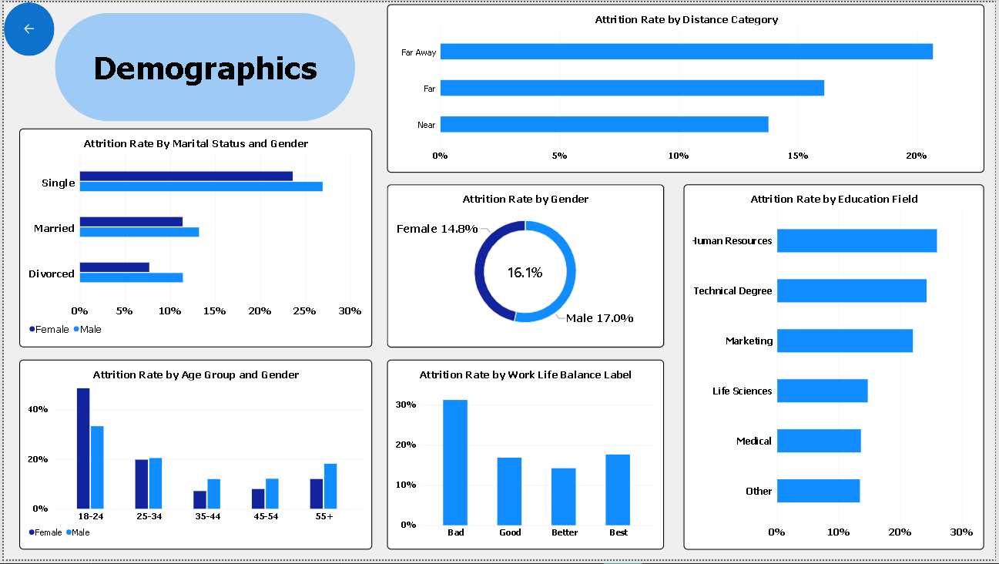 Demographics
Attrition Rate by Distance Category
Far Away
Far
Near
0% 5% 10% 15% 20%
Attrition Rate By Marital Status and Gender
Single
Married
Divorced
0% 5% 10% 15% 20% 25% 30%
Female Male
Attrition Rate by Gender
Female 14.8%
16.1%
Male 17.0%
Attrition Rate by Education Field
Human Resources
Technical Degree
Marketing
Life Sciences
Medical
Other
0% 10% 20% 30%
Attrition Rate by Age Group and Gender
40%
20%
0%
18-24 25-34 35-44 45-54 55+
Female Male
Attrition Rate by Work Life Balance Label
30%
20%
10%
0%
Bad Good Better Best